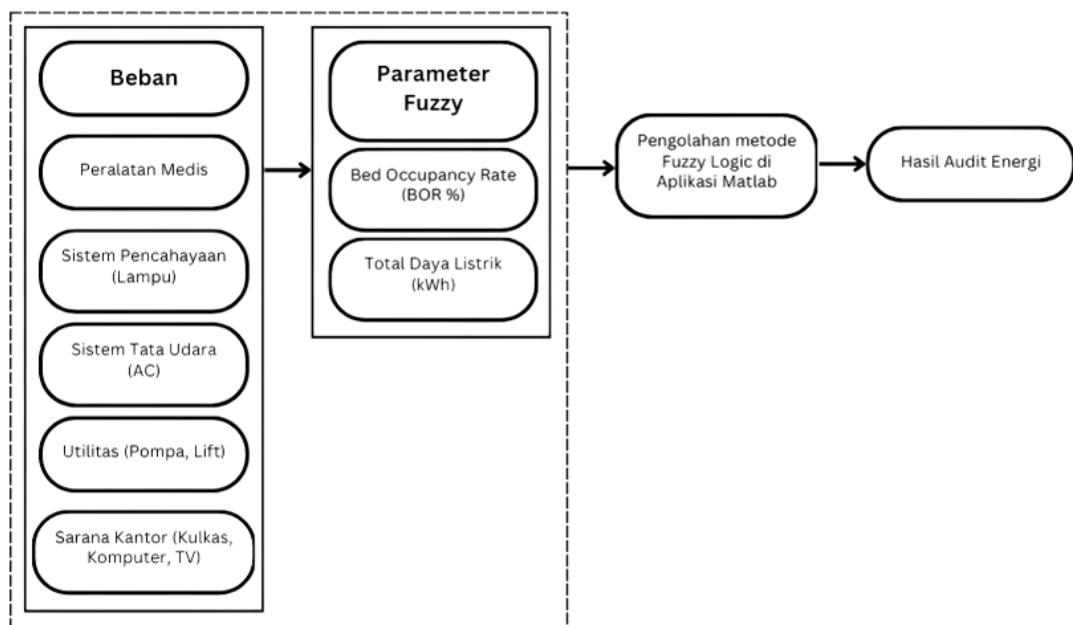 Beban
Peralatan Medis
Sistem Pencahayaan
(Lampu)
Sistem Tata Udara
(AC)
Utilitas (Pompa, Lift)
Sarana Kantor (Kulkas,
Komputer, TV)
Parameter
Fuzzy
Bed Occupancy Rate
(BOR %)
Total Daya Listrik
(kWh)
Pengolahan metode
Fuzzy Logic di
Aplikasi Matlab
Hasil Audit Energi